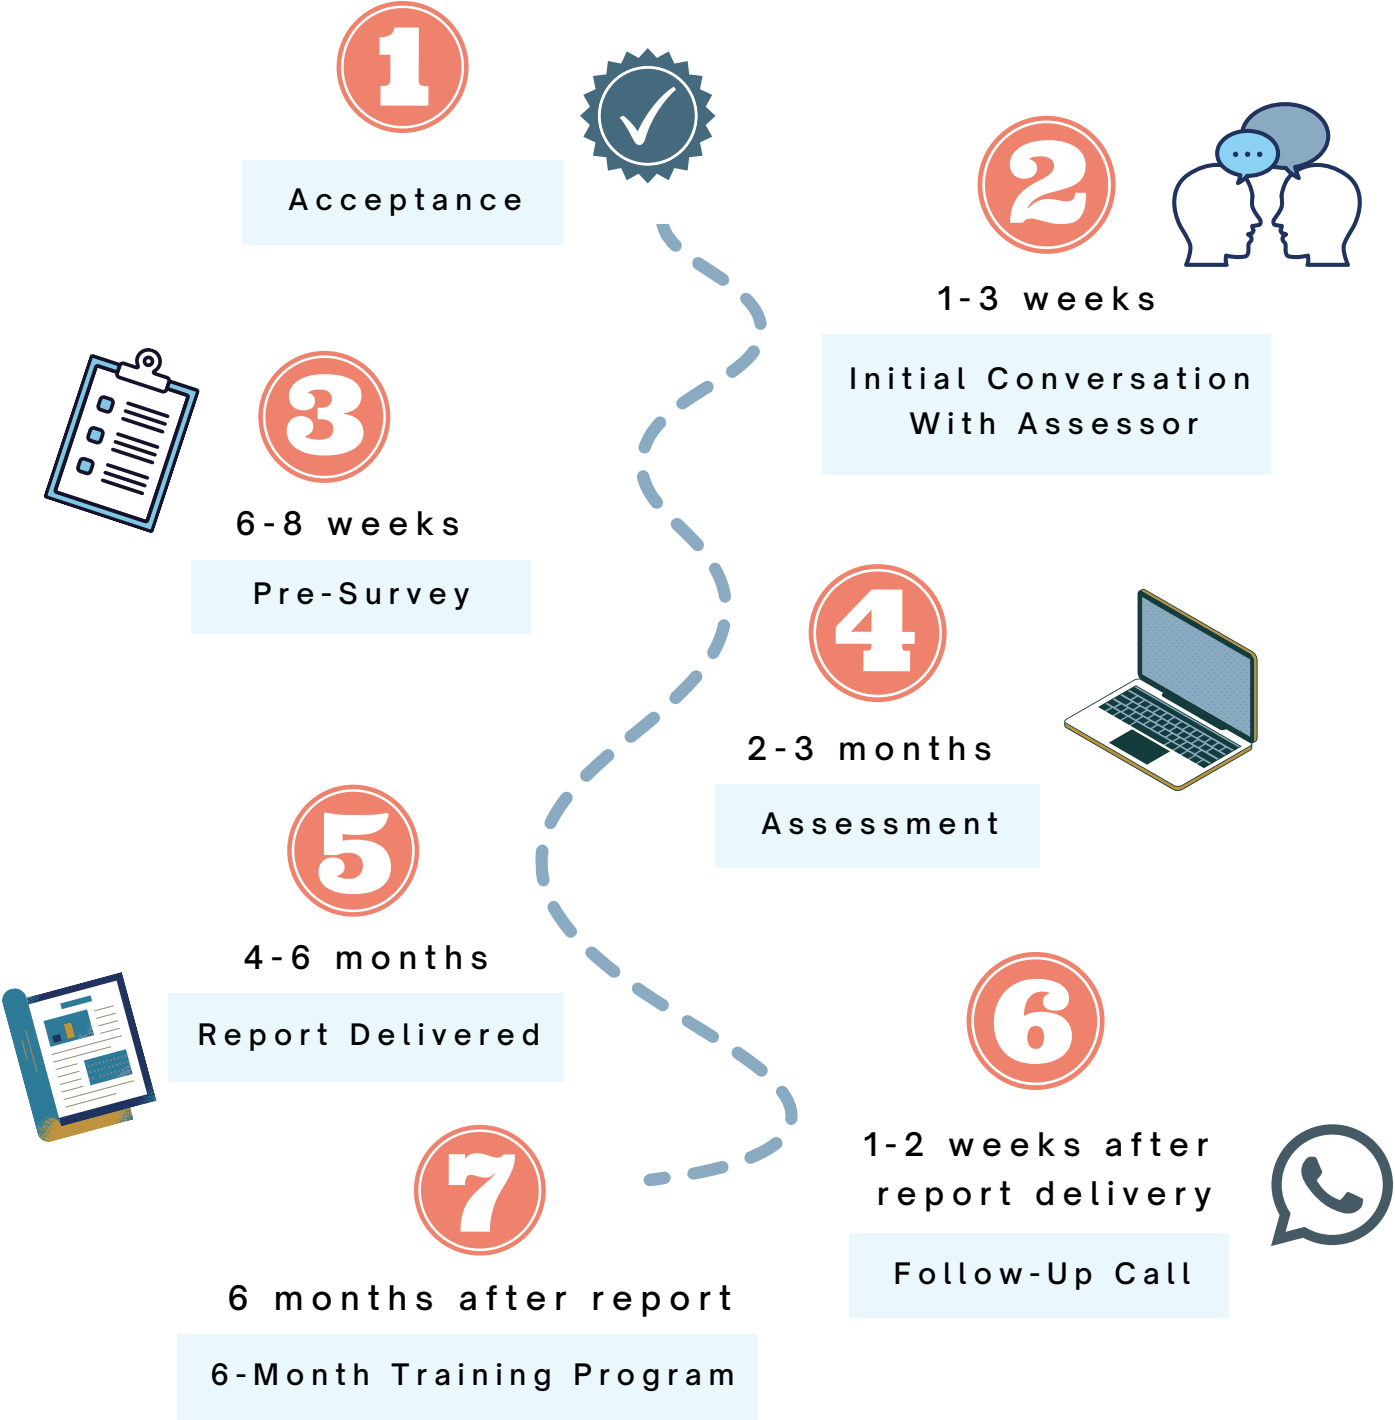 1
Acceptance
2
1-3 weeks
Initial Conversation
With Assessor
3
6-8 weeks
Pre-Survey
4
2-3 months
Assessment
5
4-6 months
Report Delivered
6
1-2 weeks after
report delivery
Follow-Up Call
7
6 months after report
6-Month Training Program